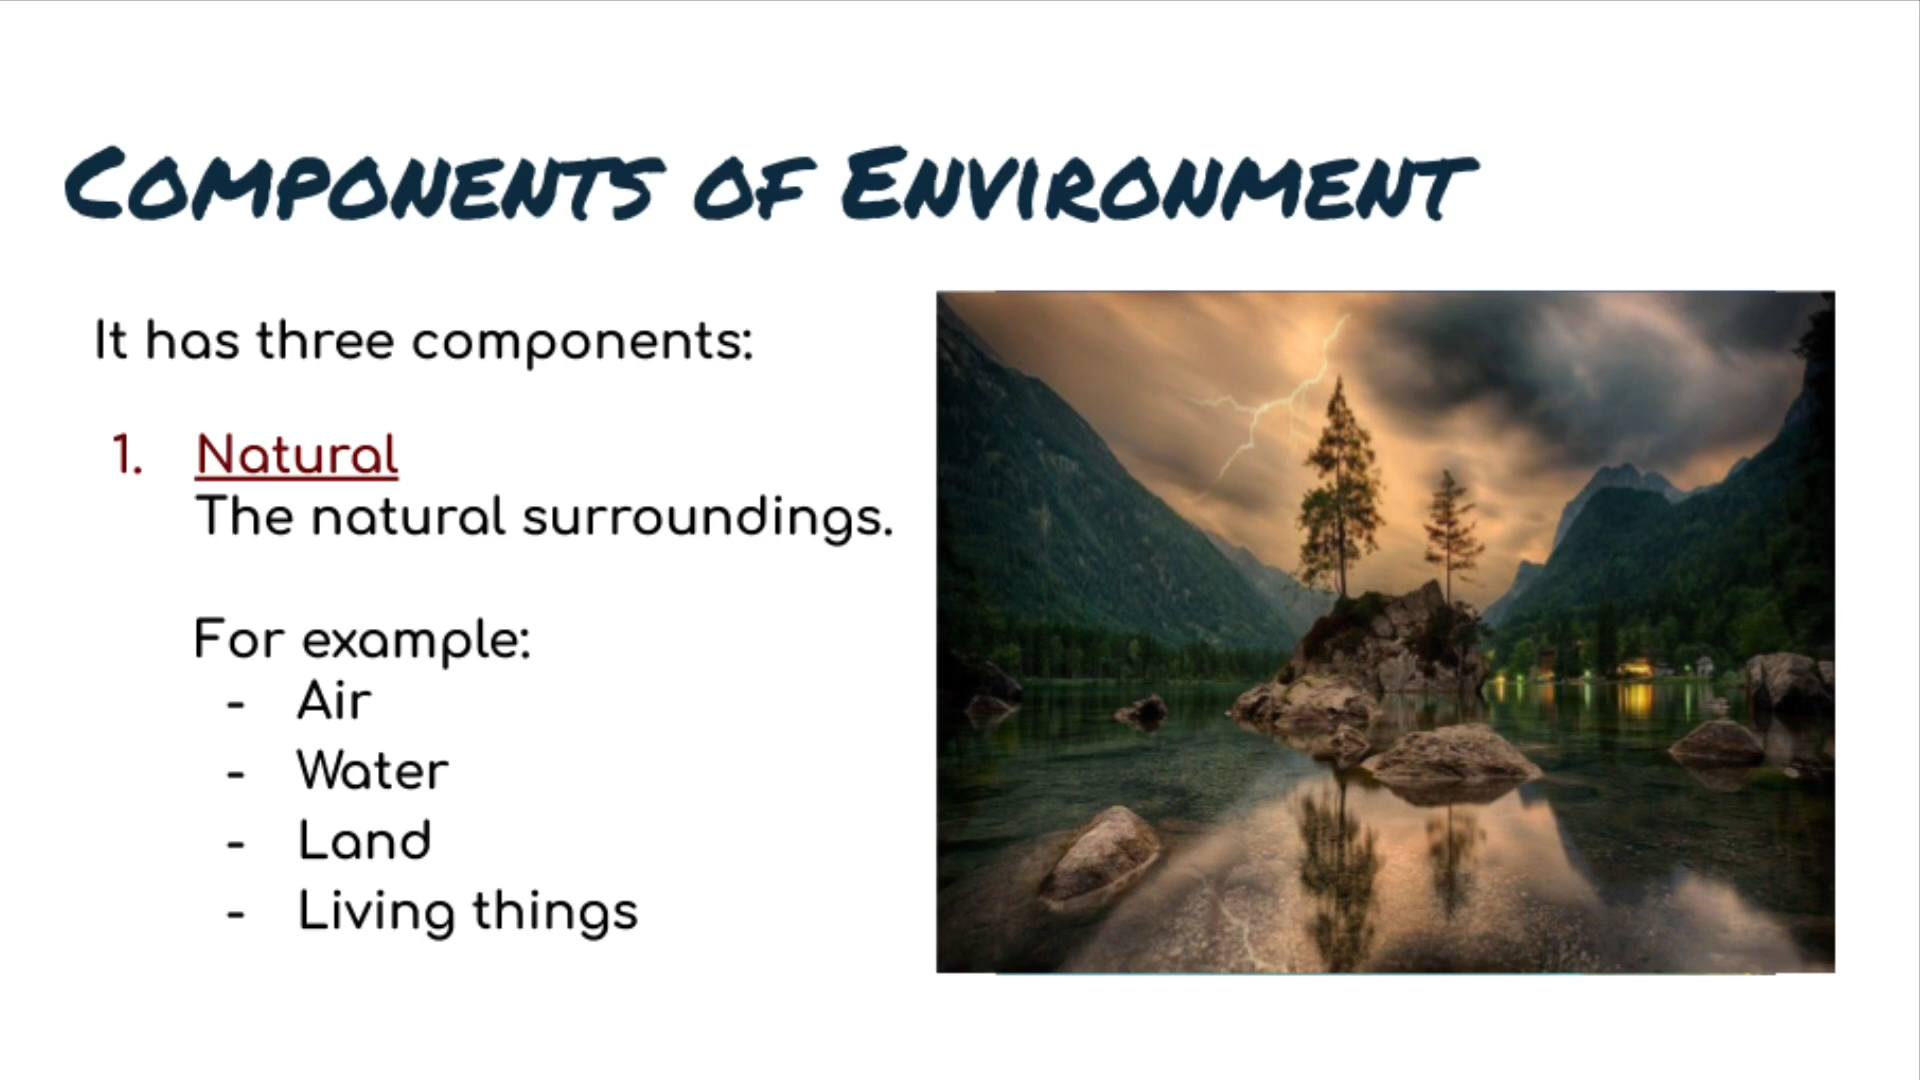 Components of Environment
It has three components:
1. Natural
The natural surroundings.
For example:
- Air
- Water
- Land
- Living things